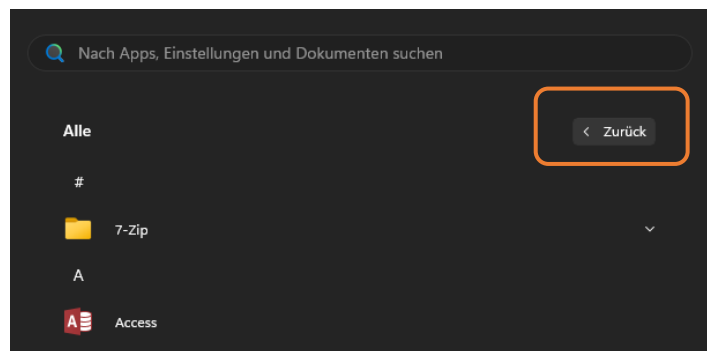 Nach Apps, Einstellungen und Dokumenten suchen
Alle
Zurück
#
7-Zip
A
A
Access